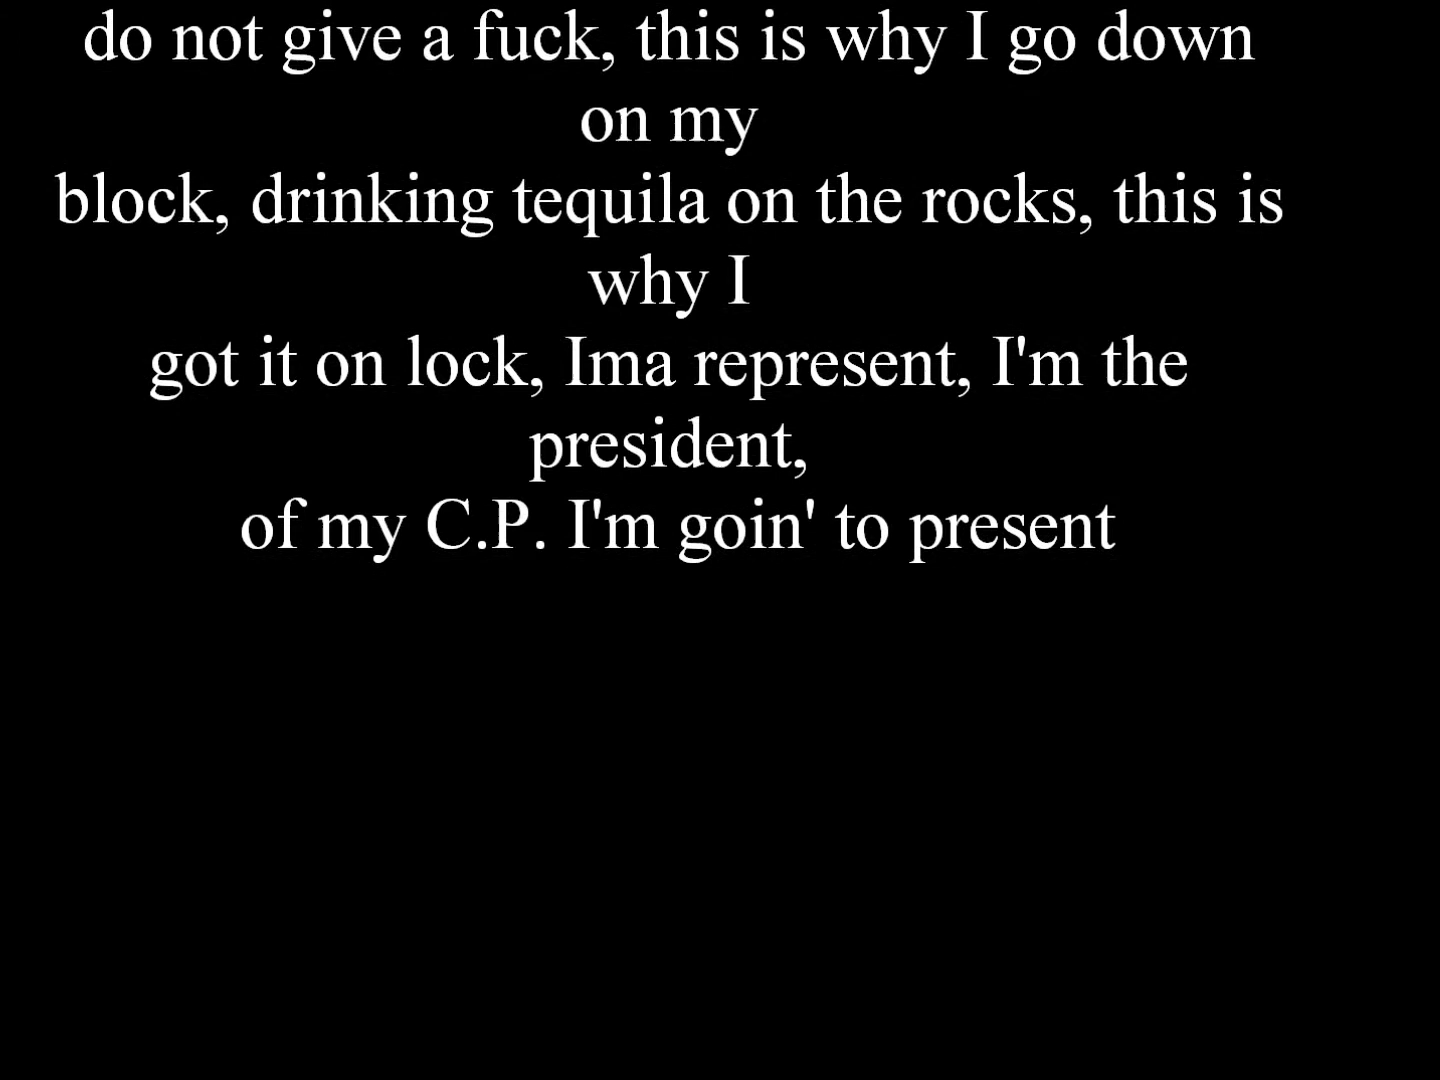 do not give a fuck, this is why I go down
on my
block, drinking tequila on the rocks, this is
why I
got it on lock, Ima represent, I'm the
president,
of my C.P. I'm goin' to present